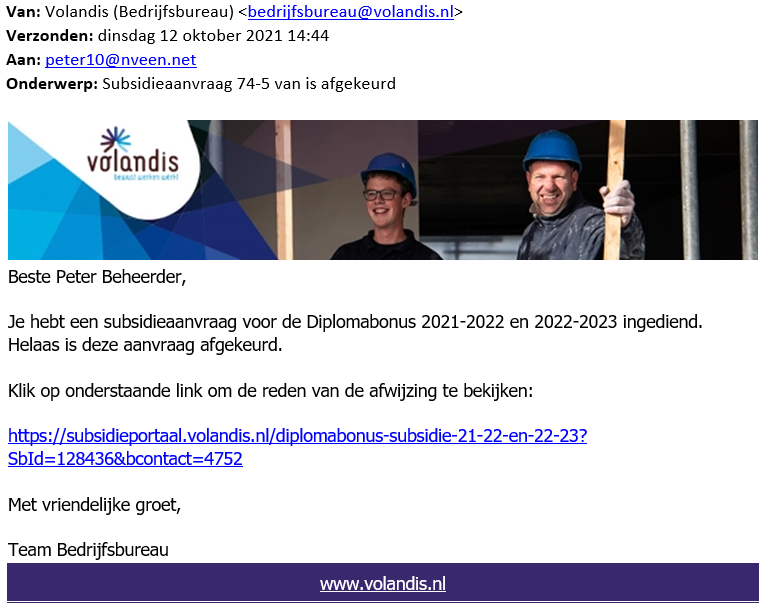 Van: Volandis (Bedrijfsbureau) <bedrijfsbureau@volandis.nl>
Verzonden: dinsdag 12 oktober 2021 14:44
Aan: peter10@nveen.net
Onderwerp: Subsidieaanvraag 74-5 van is afgekeurd
volandis
bewust werken werkt
Beste Peter Beheerder,
Je hebt een subsidieaanvraag voor de Diplomabonus 2021-2022 en 2022-2023 ingediend.
Helaas is deze aanvraag afgekeurd.
Klik op onderstaande link om de reden van de afwijzing te bekijken:
https://subsidieportaal.volandis.nl/diplomabonus-subsidie-21-22-en-22-23?
SbId=128436&bcontact=4752
Met vriendelijke groet,
Team Bedrijfsbureau
www.volandis.nl